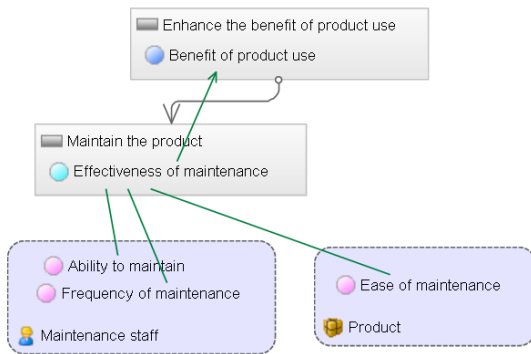 Enhance the benefit of product use
Benefit of product use
Maintain the product
Effectiveness of maintenance
Ability to maintain
Frequency of maintenance
Maintenance staff
Ease of maintenance
Product